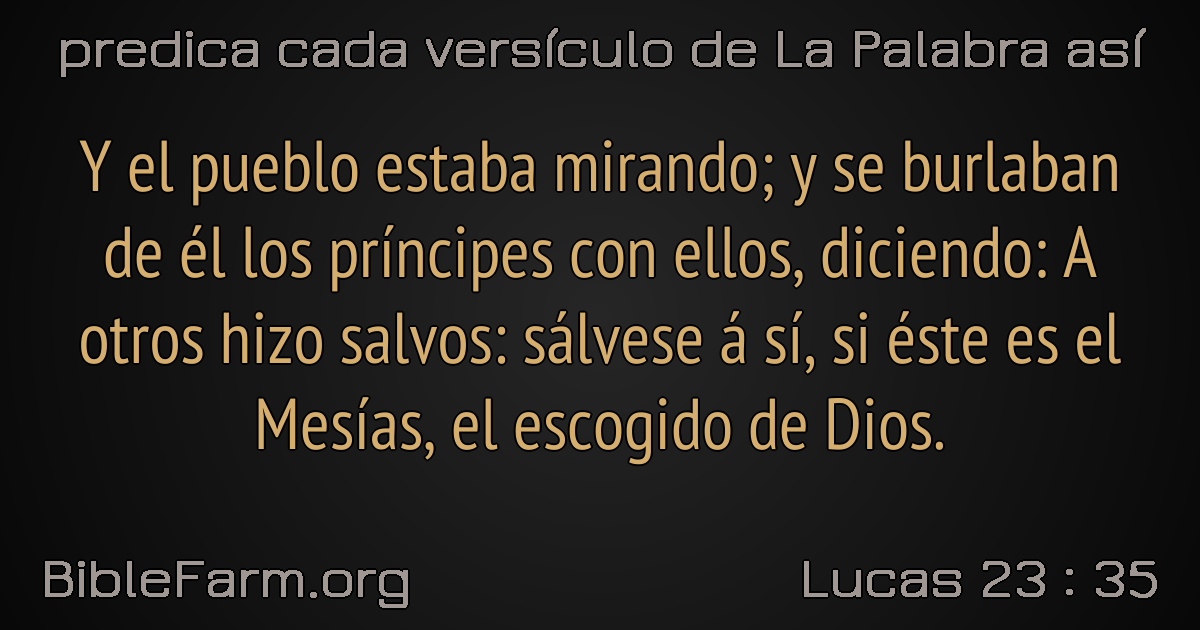 predica cada versículo de La Palabra así
Y el pueblo estaba mirando; y se burlaban
de él los príncipes con ellos, diciendo: A
otros hizo salvos: sálvese á sí, si éste es el
Mesías, el escogido de Dios.
BibleFarm.org
Lucas 23 : 35